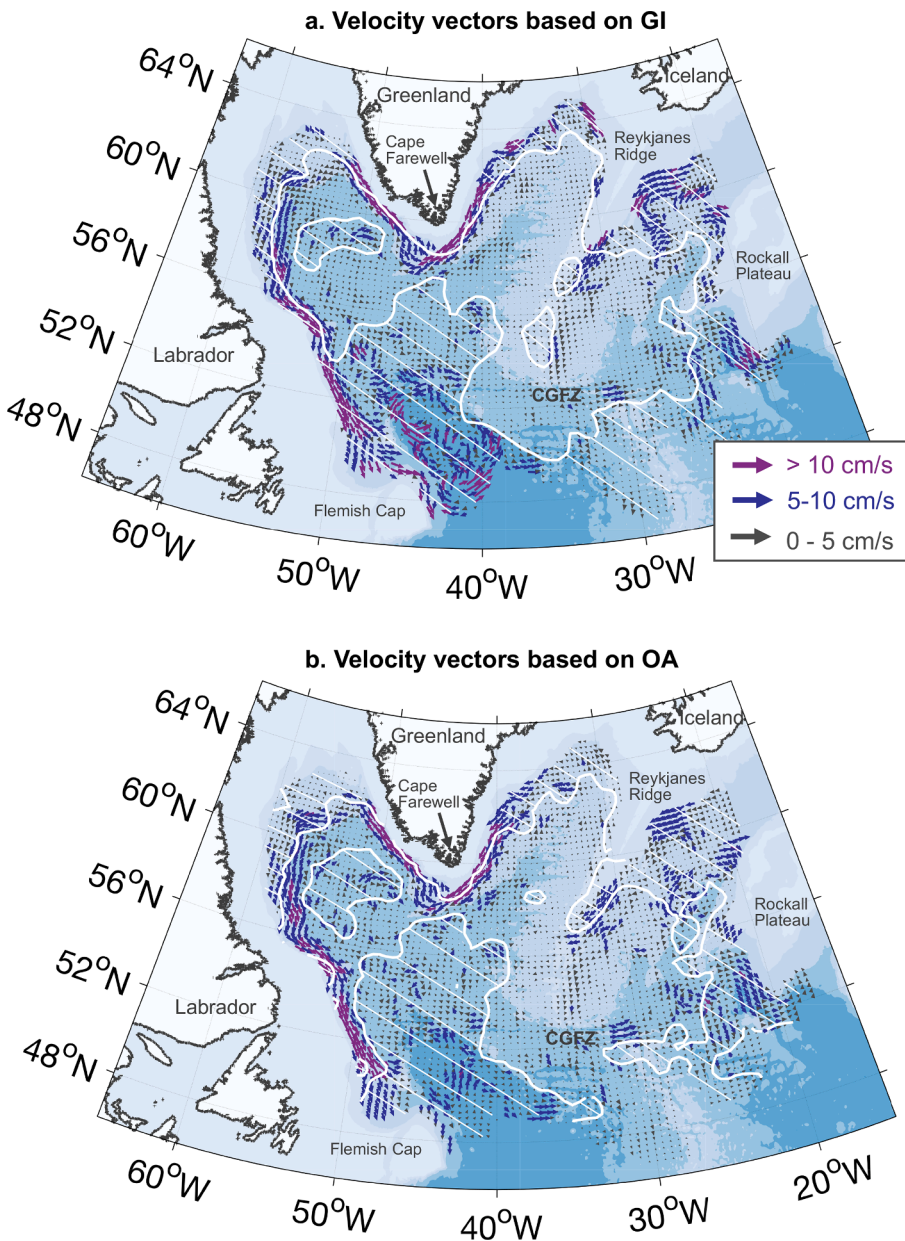 a. Velocity vectors based on GI
64°N
60°N
56°N
52°N
48°N
Greenland
Iceland
Cape
Farewell
Reykjanes
Ridge
Rockall
Plateau
Labrador
CGFZ
Flemish Cap
> 10 cm/s
5-10 cm/s
0 - 5 cm/s
60°W
50°W
40°W
30°W
b. Velocity vectors based on OA
64°N
60°N
56°N
52°N
48°N
Greenland
Iceland
Cape
Farewell
Reykjanes
Ridge
Rockall
Plateau
Labrador
CGFZ
Flemish Cap
60°W
50°W
40°W
30°W
20°W